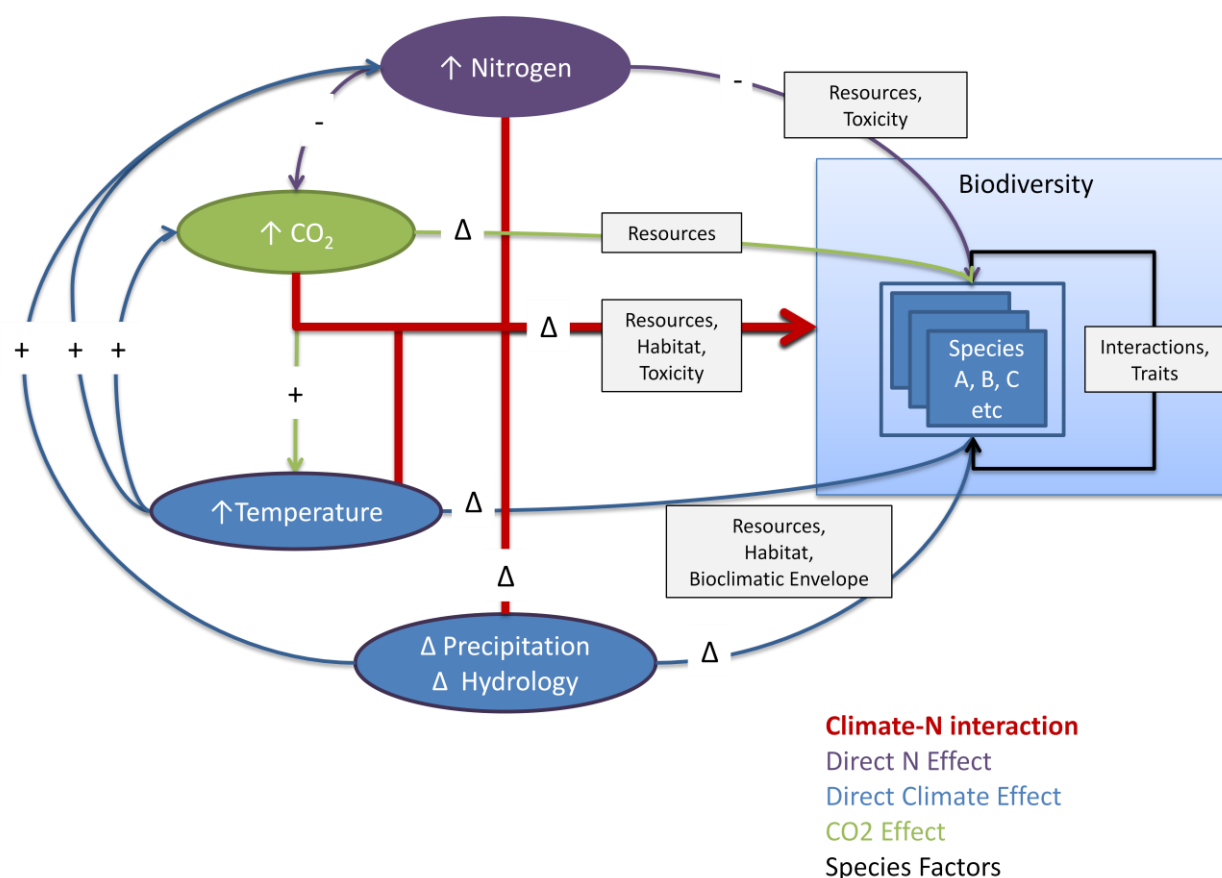 ↑ Nitrogen
-
Resources,
Toxicity
-
Biodiversity
↑ CO₂
Δ
Resources
Δ
Resources,
Habitat,
Toxicity
Species
A, B, C
etc
Interactions,
Traits
+
+
+
+
↑Temperature
Δ
Resources,
Habitat,
Bioclimatic Envelope
Δ
Δ Precipitation
Δ Hydrology
Δ
Climate-N interaction
Direct N Effect
Direct Climate Effect
CO2 Effect
Species Factors